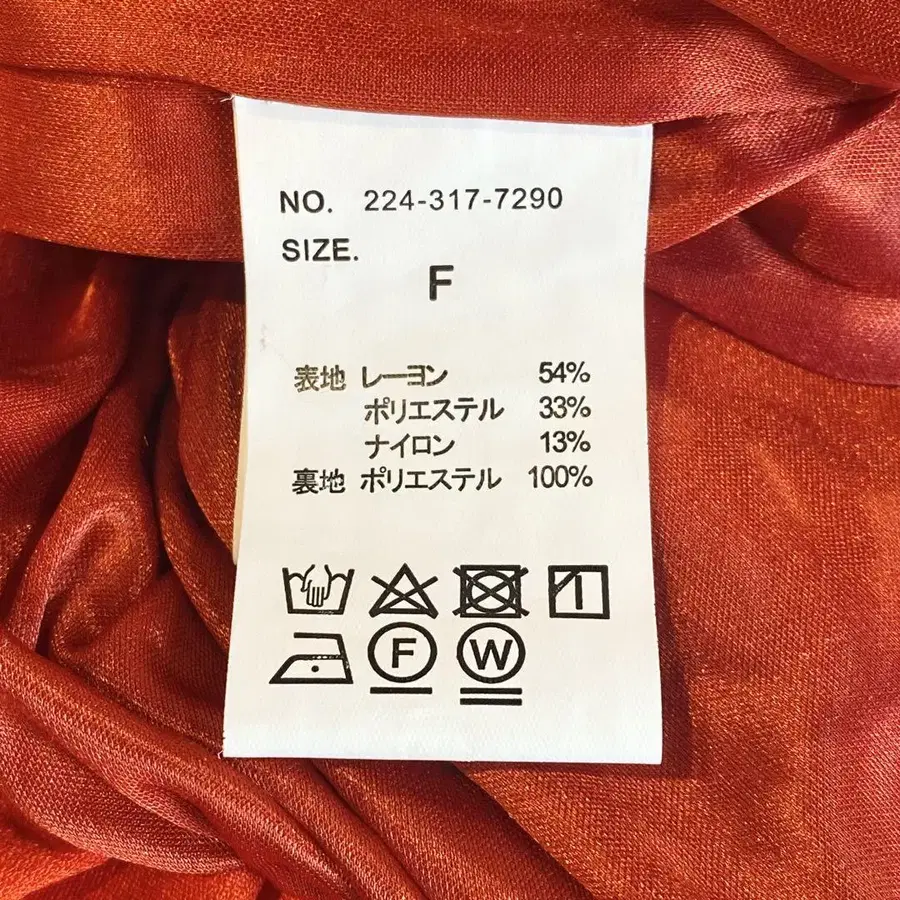 NO. 224-317-7290
SIZE.
F
表地 レーヨン 54%
ポリエステル 33%
ナイロン 13%
裏地 ポリエステル 100%
F W